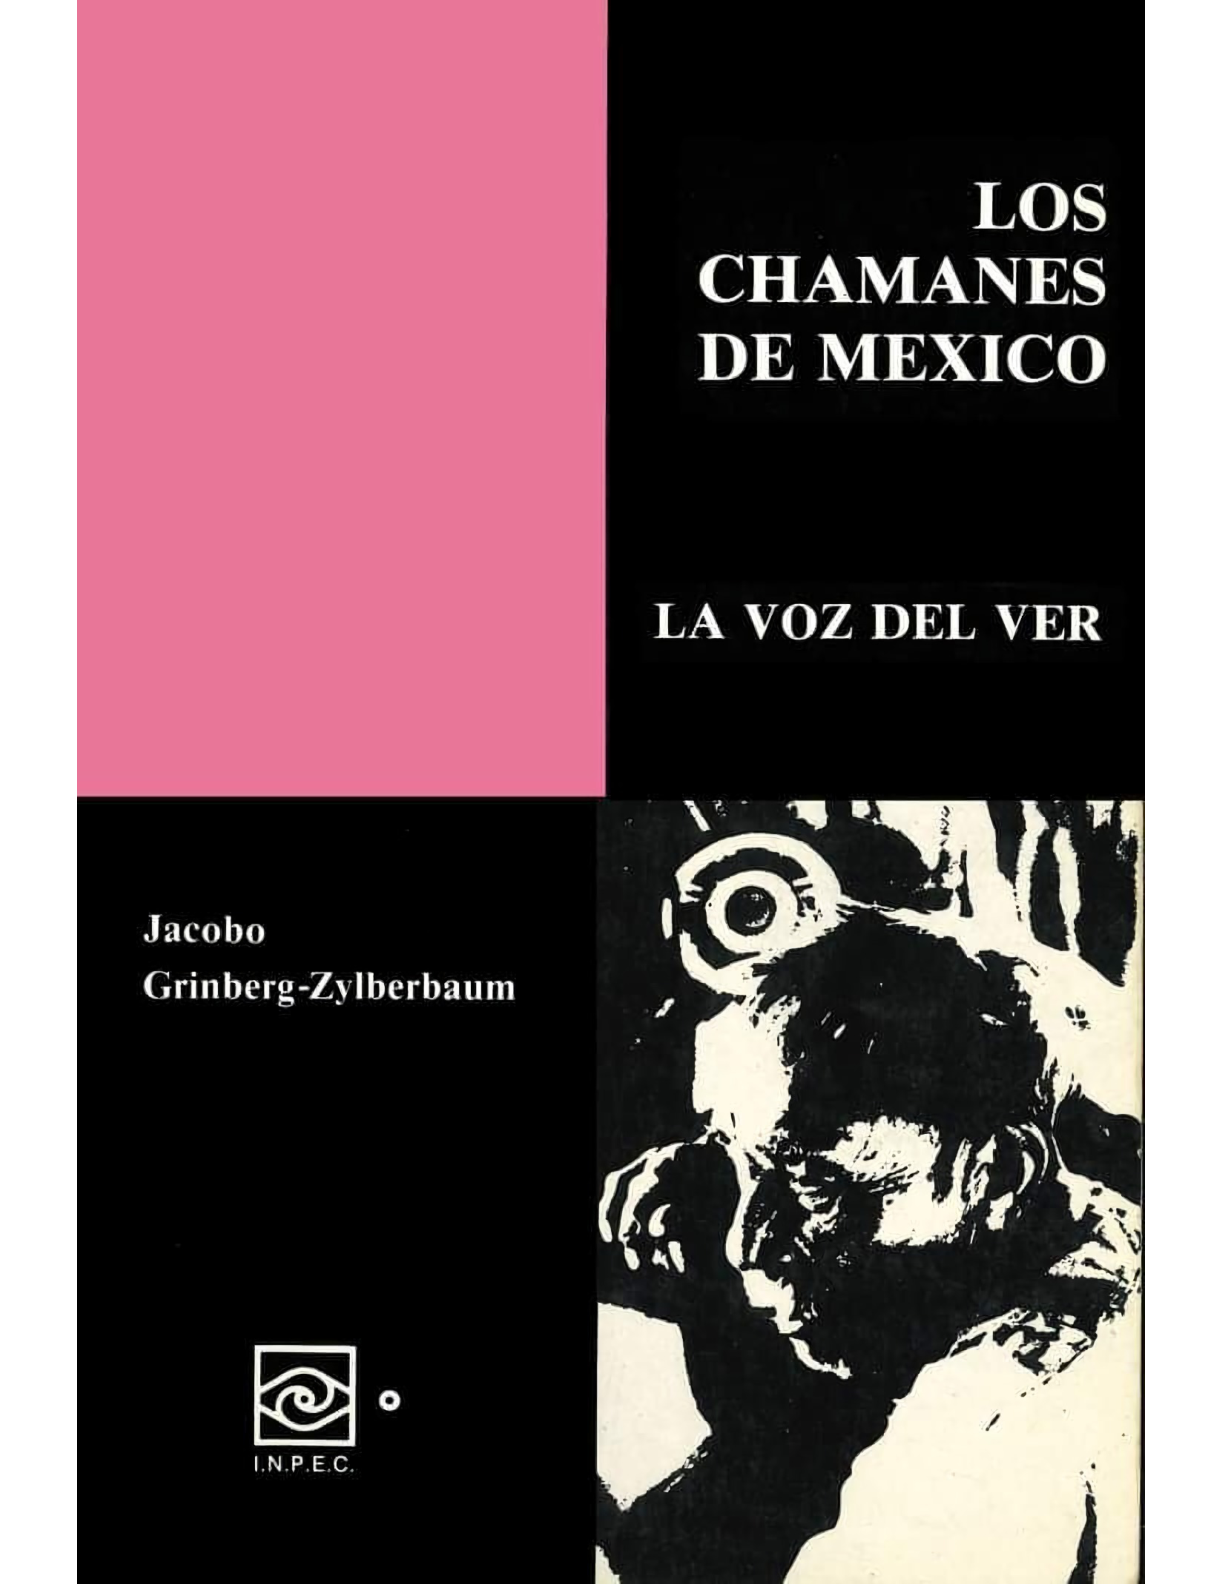 LOS
CHAMANES
DE MEXICO
LA VOZ DEL VER
Jacobo
Grinberg-Zylberbaum
I.N.P.E.C.